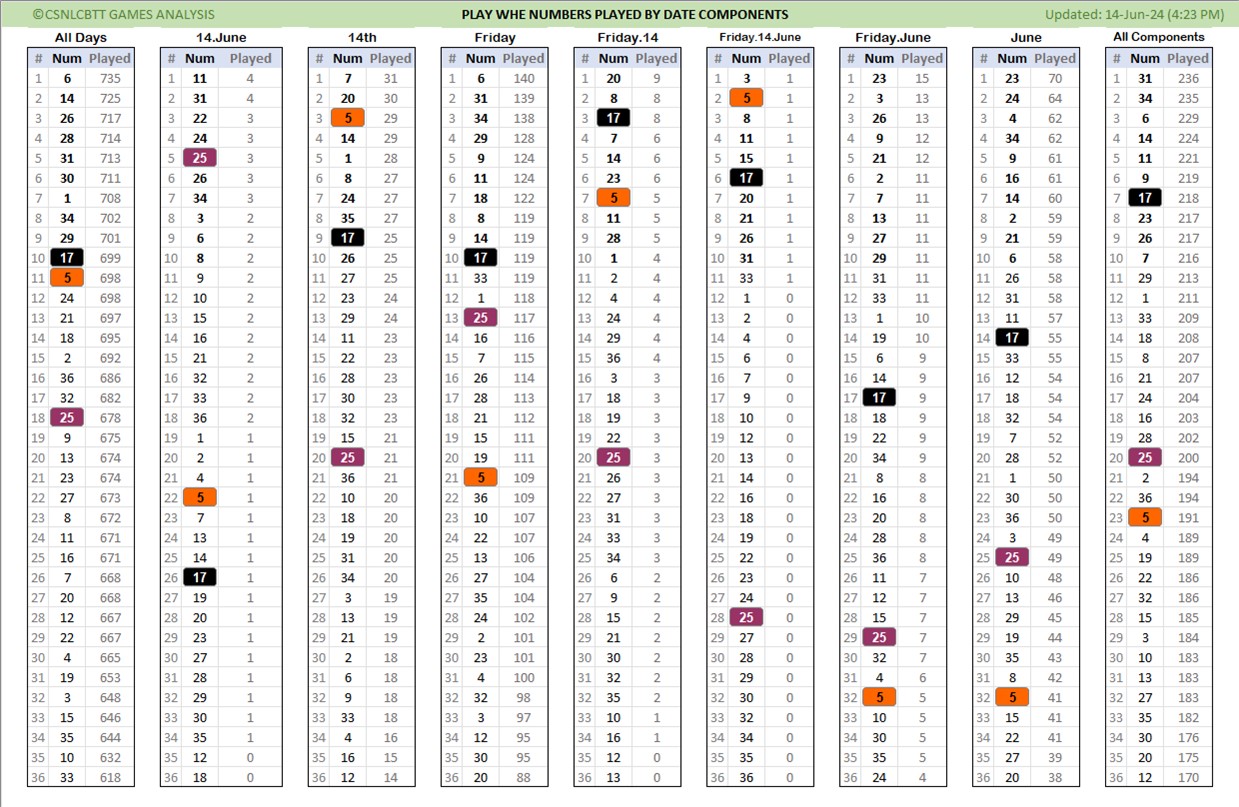 ©CSNLCBTT GAMES ANALYSIS PLAY WHE NUMBERS PLAYED BY DATE COMPONENTS Updated: 14-Jun-24 (4:23 PM)
All Days 14.June 14th Friday Friday.14 Friday.14.June Friday.June June All Components
# Num Played # Num Played # Num Played # Num Played # Num Played # Num Played # Num Played # Num Played # Num Played
1 6 735 1 11 4 1 7 31 1 6 140 1 20 9 1 3 1 1 23 15 1 23 70 1 31 236
2 14 725 2 31 4 2 20 30 2 31 139 2 8 8 2 5 1 2 3 13 2 24 64 2 34 235
3 26 717 3 22 3 3 5 29 3 34 138 3 17 8 3 8 1 3 26 13 3 4 62 3 6 229
4 28 714 4 24 3 4 14 29 4 29 128 4 7 6 4 11 1 4 9 12 4 34 62 4 14 224
5 31 713 5 25 3 5 1 28 5 9 124 5 14 6 5 15 1 5 21 12 5 9 61 5 11 221
6 30 711 6 26 3 6 8 27 6 11 124 6 23 6 6 17 1 6 2 11 6 16 61 6 9 219
7 1 708 7 34 3 7 24 27 7 18 122 7 5 5 7 20 1 7 7 11 7 14 60 7 17 218
8 34 702 8 3 2 8 35 27 8 8 119 8 11 5 8 21 1 8 13 11 8 2 59 8 23 217
9 29 701 9 6 2 9 17 25 9 14 119 9 28 5 9 26 1 9 27 11 9 21 59 9 26 217
10 17 699 10 8 2 10 26 25 10 17 119 10 1 4 10 31 1 10 29 11 10 6 58 10 7 216
11 5 698 11 9 2 11 27 25 11 33 119 11 2 4 11 33 1 11 31 11 11 26 58 11 29 213
12 24 698 12 10 2 12 23 24 12 1 118 12 4 4 12 1 0 12 33 11 12 31 58 12 1 211
13 21 697 13 15 2 13 29 24 13 25 117 13 24 4 13 2 0 13 1 10 13 11 57 13 33 209
14 18 695 14 16 2 14 11 23 14 16 116 14 29 4 14 4 0 14 19 10 14 17 55 14 18 208
15 2 692 15 21 2 15 22 23 15 7 115 15 36 4 15 6 0 15 6 9 15 33 55 15 8 207
16 36 686 16 32 2 16 28 23 16 26 114 16 3 3 16 7 0 16 14 9 16 12 54 16 21 207
17 32 682 17 33 2 17 30 23 17 28 113 17 18 3 17 9 0 17 17 9 17 18 54 17 24 204
18 25 678 18 36 2 18 32 23 18 21 112 18 19 3 18 10 0 18 18 9 18 32 54 18 16 203
19 9 675 19 1 1 19 15 21 19 15 111 19 22 3 19 12 0 19 22 9 19 7 52 19 28 202
20 13 674 20 2 1 20 25 21 20 19 111 20 25 3 20 13 0 20 34 9 20 28 52 20 25 200
21 23 674 21 4 1 21 36 21 21 5 109 21 26 3 21 14 0 21 8 8 21 1 50 21 2 194
22 27 673 22 5 1 22 10 20 22 36 109 22 27 3 22 16 0 22 16 8 22 30 50 22 36 194
23 8 672 23 7 1 23 18 20 23 10 107 23 31 3 23 18 0 23 20 8 23 36 50 23 5 191
24 11 671 24 13 1 24 19 20 24 22 107 24 33 3 24 19 0 24 28 8 24 3 49 24 4 189
25 16 671 25 14 1 25 31 20 25 13 106 25 34 3 25 22 0 25 36 8 25 25 49 25 19 189
26 7 668 26 17 1 26 34 20 26 27 104 26 6 2 26 23 0 26 11 7 26 10 48 26 22 186
27 20 668 27 19 1 27 3 19 27 35 104 27 9 2 27 24 0 27 12 7 27 13 46 27 32 186
28 12 667 28 20 1 28 13 19 28 24 102 28 15 2 28 25 0 28 15 7 28 29 45 28 15 185
29 22 667 29 23 1 29 21 19 29 2 101 29 21 2 29 27 0 29 25 7 29 19 44 29 3 184
30 4 665 30 27 1 30 2 18 30 23 101 30 30 2 30 28 0 30 32 7 30 35 43 30 10 183
31 19 653 31 28 1 31 6 18 31 4 100 31 32 2 31 29 0 31 4 6 31 8 42 31 13 183
32 3 648 32 29 1 32 9 18 32 32 98 32 35 2 32 30 0 32 5 5 32 5 41 32 27 183
33 15 646 33 30 1 33 33 18 33 3 97 33 10 1 33 32 0 33 10 5 33 15 41 33 35 182
34 35 644 34 35 1 34 4 16 34 12 95 34 16 1 34 34 0 34 30 5 34 22 41 34 30 176
35 10 632 35 12 0 35 16 15 35 30 95 35 12 0 35 35 0 35 35 5 35 27 39 35 20 175
36 33 618 36 18 0 36 12 14 36 20 88 36 13 0 36 36 0 36 24 4 36 20 38 36 12 170